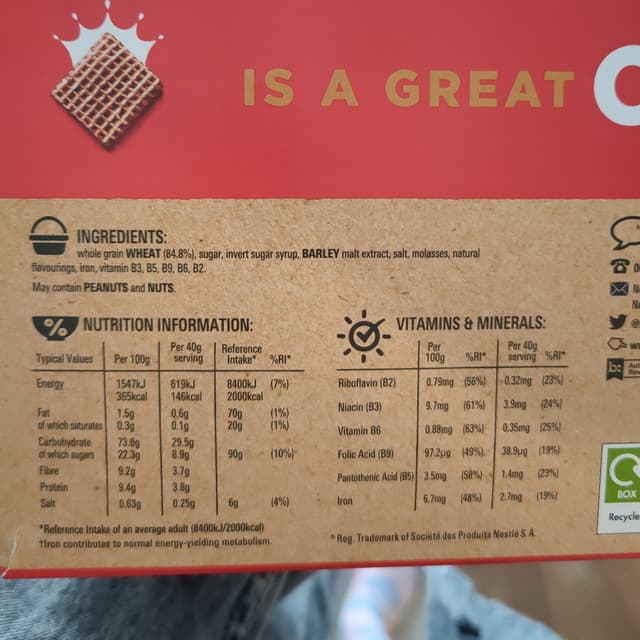 IS A GREAT
INGREDIENTS:
whole grain WHEAT (84.8%), sugar, invert sugar syrup, BARLEY malt extract, salt, molasses, natural
flavourings, iron, vitamin B3, B5, B9, B6, B2.
May contain PEANUTS and NUTS.
% NUTRITION INFORMATION:
Typical Values Per 100g Per 40g serving Reference Intake* %RI*
Energy 1547kJ 619kJ 8400kJ (7%)
365kcal 146kcal 2000kcal
Fat 1.5g 0.6g 70g (1%)
of which saturates 0.3g 0.1g 20g (1%)
Carbohydrate 73.8g 29.5g
of which sugars 22.3g 8.9g 90g (10%)
Fibre 9.2g 3.7g
Protein 9.4g 3.8g
Salt 0.63g 0.25g 6g (4%)
*Reference Intake of an average adult (8400kJ/2000kcal)
††Iron contributes to normal energy-yielding metabolism.
VITAMINS & MINERALS:
Per 100g %RI* Per 40g serving %RI*
Riboflavin (B2) 0.79mg (56%) 0.32mg (23%)
Niacin (B3) 9.7mg (61%) 3.9mg (24%)
Vitamin B6 0.88mg (63%) 0.35mg (25%)
Folic Acid (B9) 97.2µg (49%) 38.9µg (19%)
Pantothenic Acid (B5) 3.5mg (58%) 1.4mg (23%)
Iron 6.7mg (48%) 2.7mg (19%)
® Reg. Trademark of Société des Produits Nestlé S.A.
BOX
Recycle